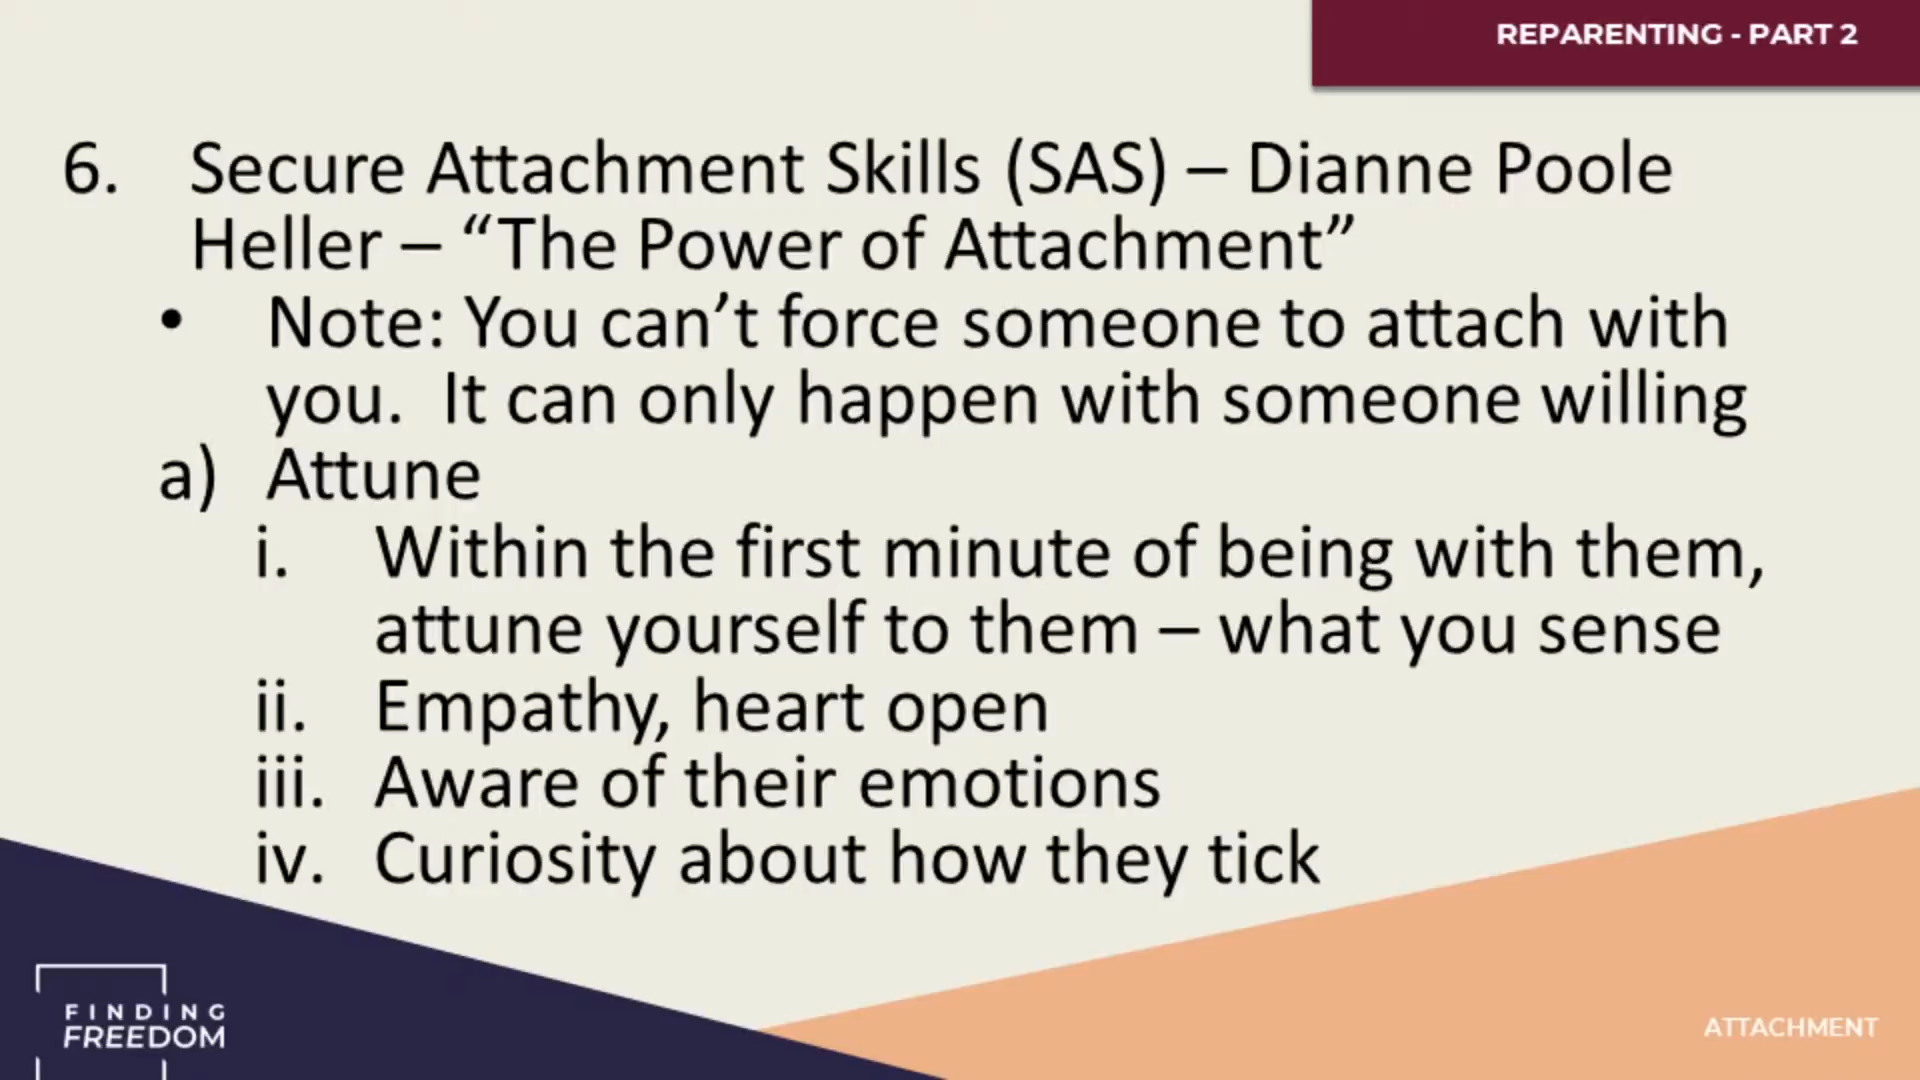 REPARENTING - PART 2
6. Secure Attachment Skills (SAS) – Dianne Poole
Heller – “The Power of Attachment”
• Note: You can’t force someone to attach with
you.  It can only happen with someone willing
a) Attune
i. Within the first minute of being with them,
attune yourself to them – what you sense
ii. Empathy, heart open
iii. Aware of their emotions
iv. Curiosity about how they tick
FINDING
FREEDOM
ATTACHMENT